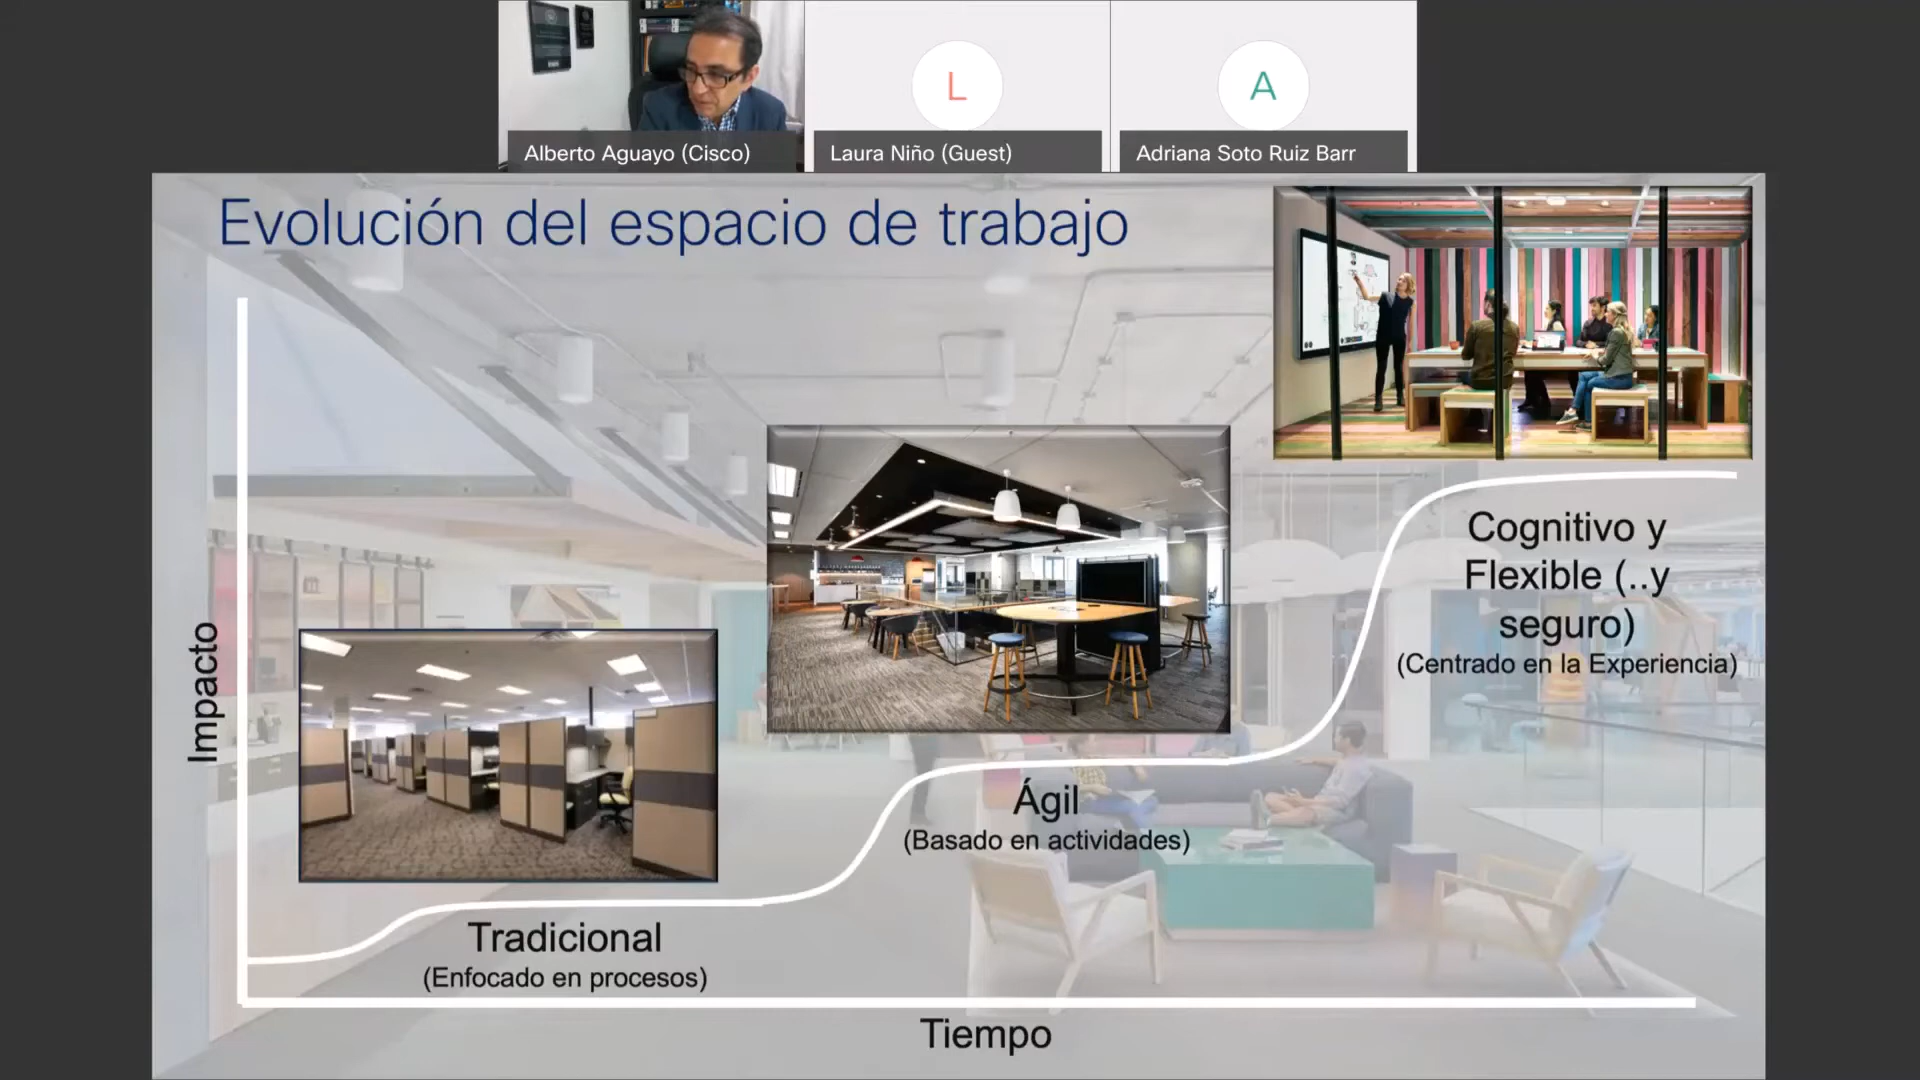 L
A
Alberto Aguayo (Cisco)
Laura Niño (Guest)
Adriana Soto Ruiz Barr
Evolución del espacio de trabajo
Cognitivo y
Flexible (..y
seguro)
(Centrado en la Experiencia)
Impacto
Ágil
(Basado en actividades)
Tradicional
(Enfocado en procesos)
Tiempo